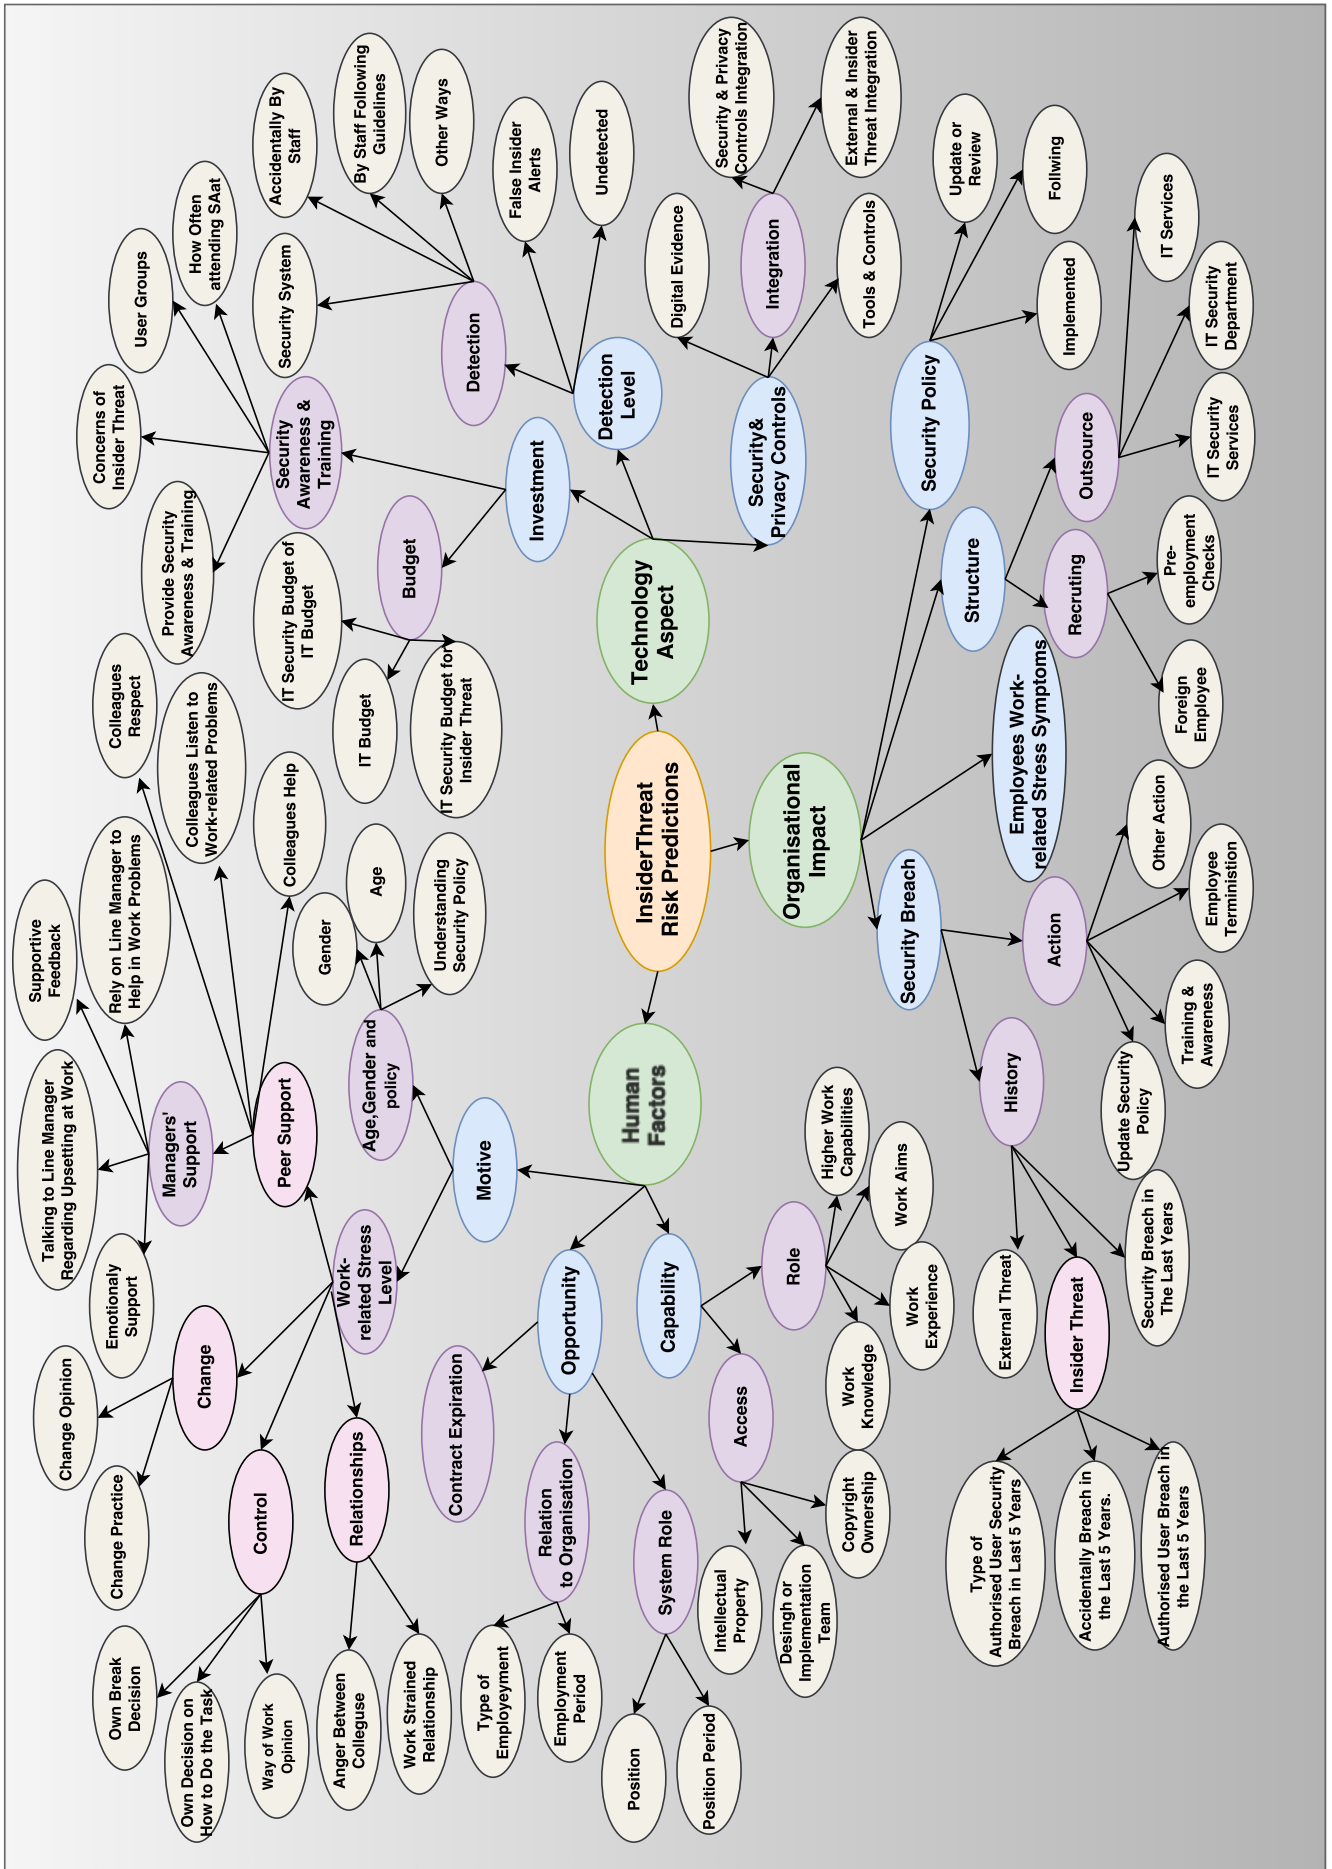 InsiderThreat
Risk Predictions
Human
Factors
Technology
Aspect
Organisational
Impact
Motive
Opportunity
Capability
Age,Gender and
policy
Gender
Age
Understanding
Security Policy
Work-
related Stress
Level
Peer Support
Colleagues
Respect
Colleagues Listen to
Work-related Problems
Colleagues Help
Managers'
Support
Supportive
Feedback
Rely on Line Manager to
Help in Work Problems
Talking to Line Manager
Regarding Upsetting at Work
Emotionaly
Support
Change
Change Opinion
Change Practice
Control
Own Break
Decision
Own Decision on
How to Do the Task
Way of Work
Opinion
Relationships
Anger Between
Colleguse
Work Strained
Relationship
Contract Expiration
Relation
to Organisation
Type of
Employeyment
Employment
Period
System Role
Position
Position Period
Access
Intellectual
Property
Desingh or
Implementation
Team
Copyright
Ownership
Role
Higher Work
Capabilities
Work Aims
Work
Experience
Work
Knowledge
Investment
Detection
Level
Security&
Privacy Controls
Budget
IT Security Budget of
IT Budget
IT Budget
IT Security Budget for
Insider Threat
Security
Awareness &
Training
Provide Security
Awareness & Training
Concerns of
Insider Threat
User Groups
How Often
attending SAat
Detection
Security System
Accidentally By
Staff
By Staff Following
Guidelines
Other Ways
False Insider
Alerts
Undetected
Digital Evidence
Integration
Security & Privacy
Controls Integration
External & Insider
Threat Integration
Tools & Controls
Security Policy
Update or
Review
Follwing
Implemented
Structure
Outsource
IT Services
IT Security
Department
IT Security
Services
Recruting
Pre-
employment
Checks
Foreign
Employee
Employees Work-
related Stress Symptoms
Security Breach
Action
Other Action
Employee
Terministion
Training &
Awareness
Update Security
Policy
History
External Threat
Insider Threat
Security Breach in
The Last Years
Type of
Authorised User Security
Breach in Last 5 Years
Accidentally Breach in
the Last 5 Years.
Authorised User Breach in
the Last 5 Years